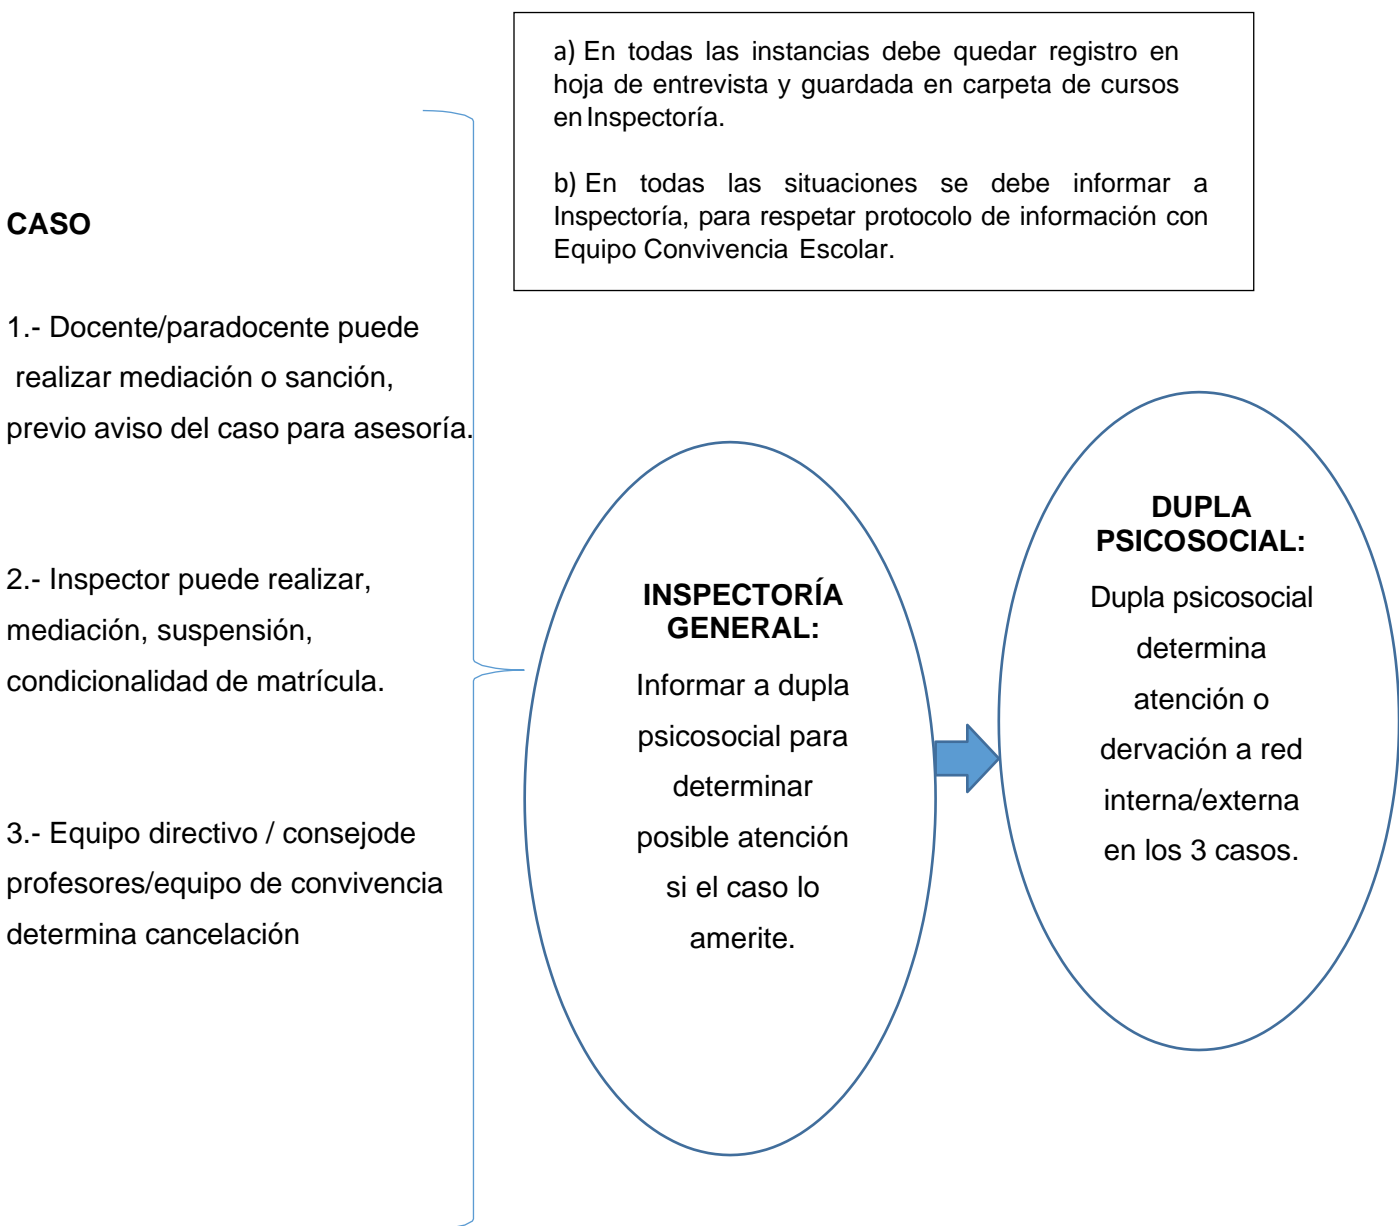 a) En todas las instancias debe quedar registro en
hoja de entrevista y guardada en carpeta de cursos
en Inspectoría.
b) En todas las situaciones se debe informar a
Inspectoría, para respetar protocolo de información con
Equipo Convivencia Escolar.
CASO
1.- Docente/paradocente puede
realizar mediación o sanción,
previo aviso del caso para asesoría.
2.- Inspector puede realizar,
mediación, suspensión,
condicionalidad de matrícula.
3.- Equipo directivo / consejode
profesores/equipo de convivencia
determina cancelación
INSPECTORÍA
GENERAL:
Informar a dupla
psicosocial para
determinar
posible atención
si el caso lo
amerite.
DUPLA
PSICOSOCIAL:
Dupla psicosocial
determina
atención o
dervación a red
interna/externa
en los 3 casos.